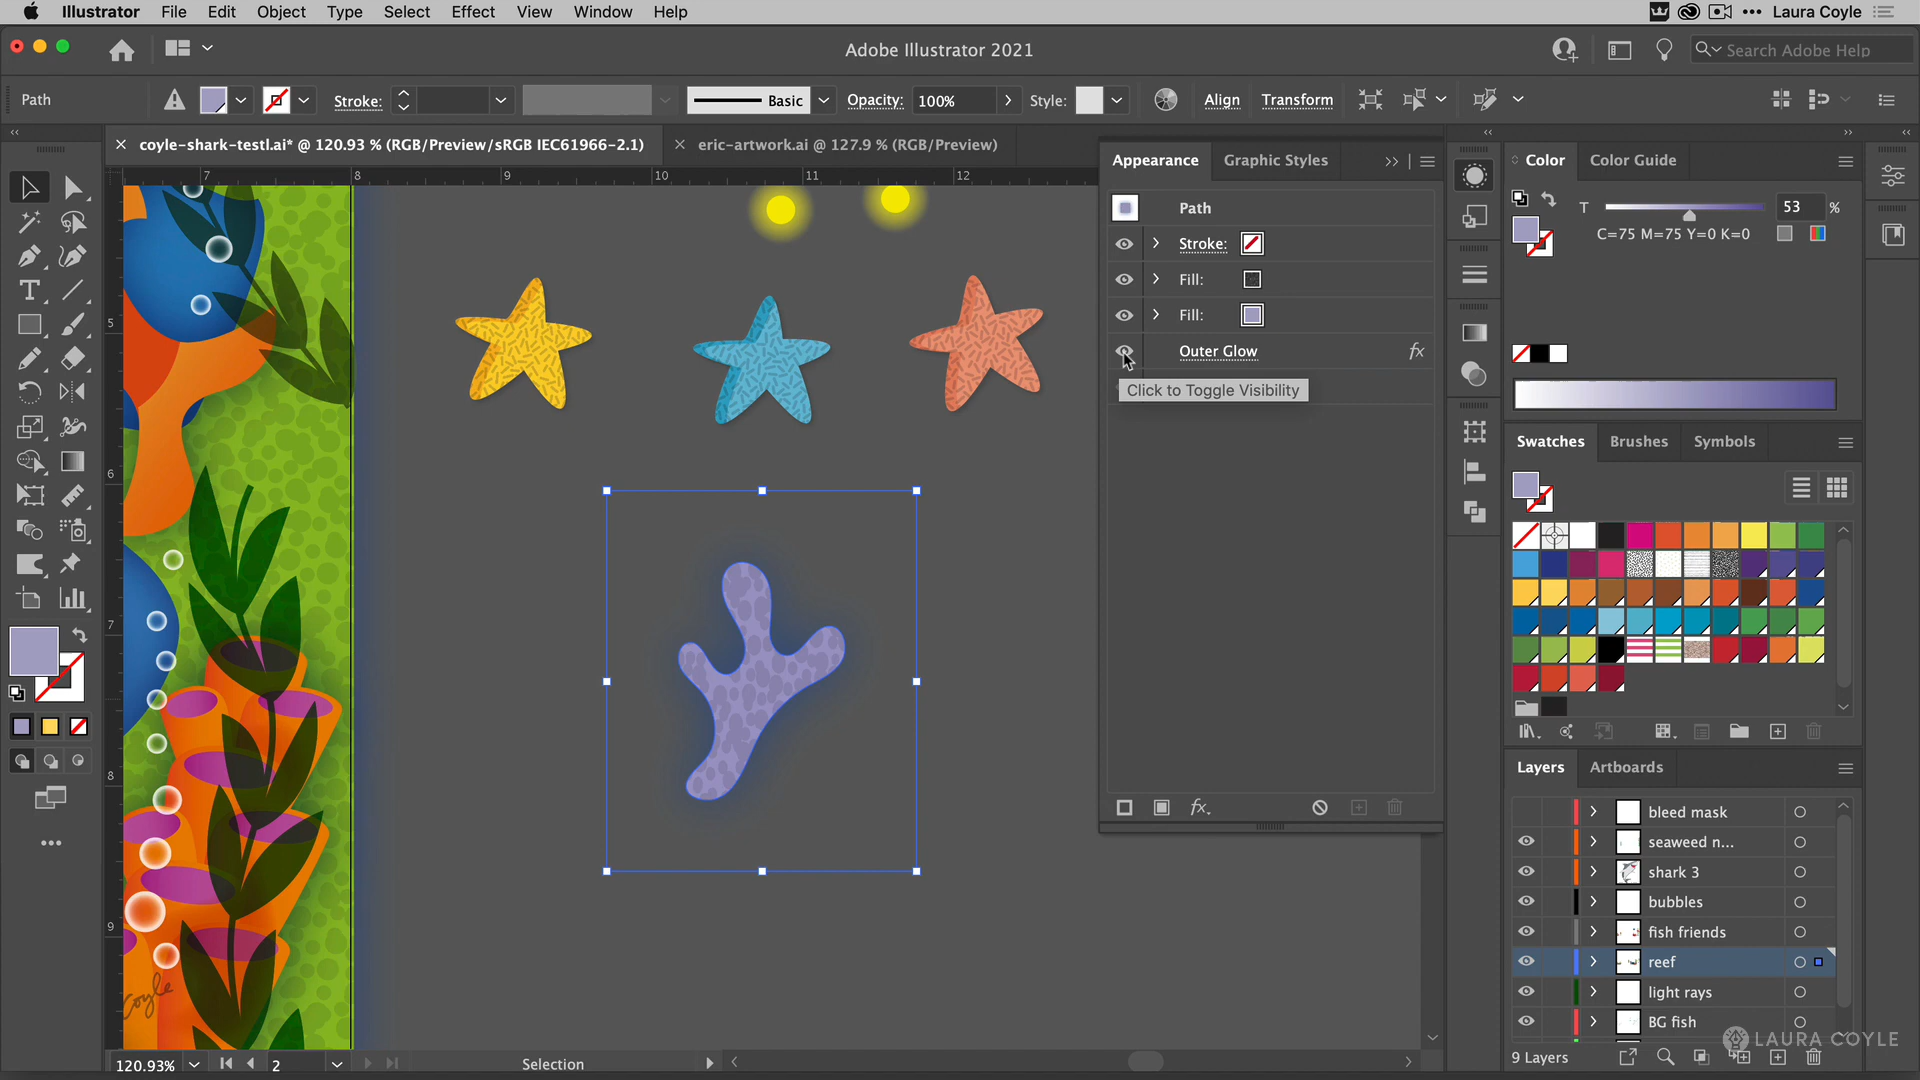 Illustrator File Edit Object Type Select Effect View Window Help Laura Coyle
Adobe Illustrator 2021
Search Adobe Help
Path Stroke: Basic Opacity: 100% Style: Align Transform
coyle-shark-testl.ai* @ 120.93 % (RGB/Preview/sRGB IEC61966-2.1) eric-artwork.ai @ 127.9 % (RGB/Preview)
7 8 9 10 11 12
5
6
7
8
9
coyle
Appearance Graphic Styles
Path
Stroke:
Fill:
Fill:
Outer Glow fx
Click to Toggle Visibility
fx
Color Color Guide
T 53 %
C=75 M=75 Y=0 K=0
Swatches Brushes Symbols
Layers Artboards
bleed mask
seaweed n...
shark 3
bubbles
fish friends
reef
light rays
BG fish
9 Layers
LAURA COYLE
120.93% 2 Selection